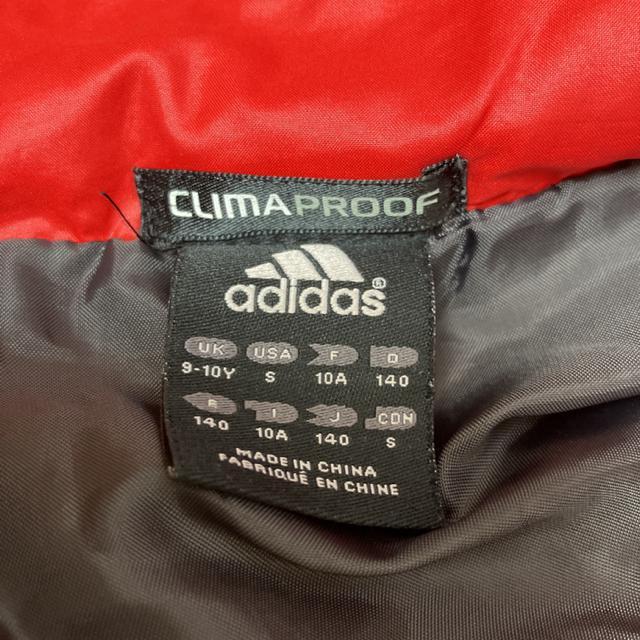 CLIMAPROOF
adidas®
UK USA F D
9-10Y S 10A 140
E I J CDN
140 10A 140 S
MADE IN CHINA
FABRIQUÉ EN CHINE